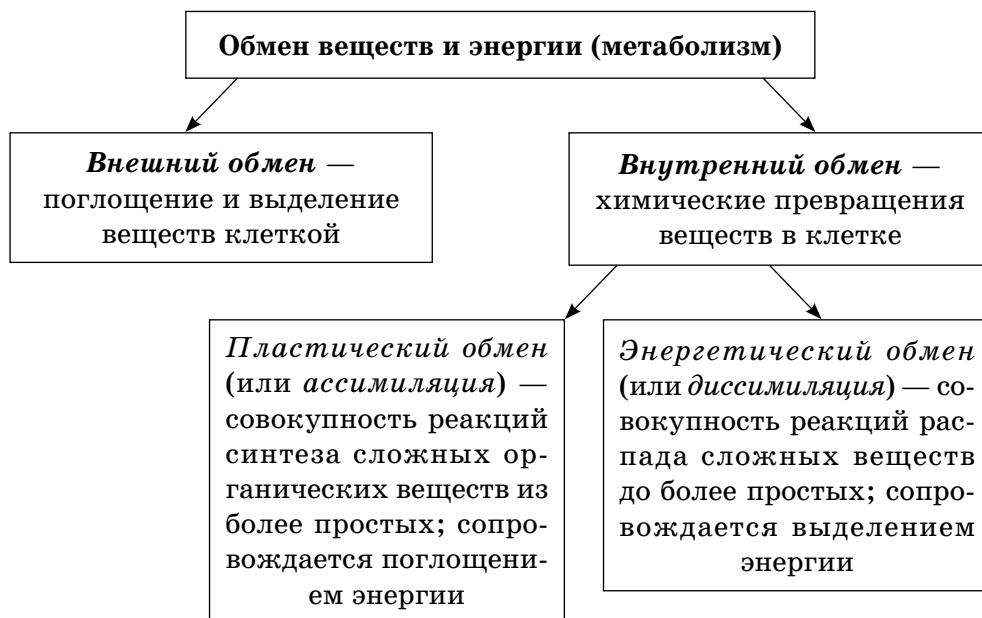 Обмен веществ и энергии (метаболизм)
Внешний обмен —
поглощение и выделение
веществ клеткой
Внутренний обмен —
химические превращения
веществ в клетке
Пластический обмен
(или ассимиляция) —
совокупность реакций
синтеза сложных ор-
ганических веществ из
более простых; сопро-
вождается поглощени-
ем энергии
Энергетический обмен
(или диссимиляция) — со-
вокупность реакций рас-
пада сложных веществ
до более простых; сопро-
вождается выделением
энергии